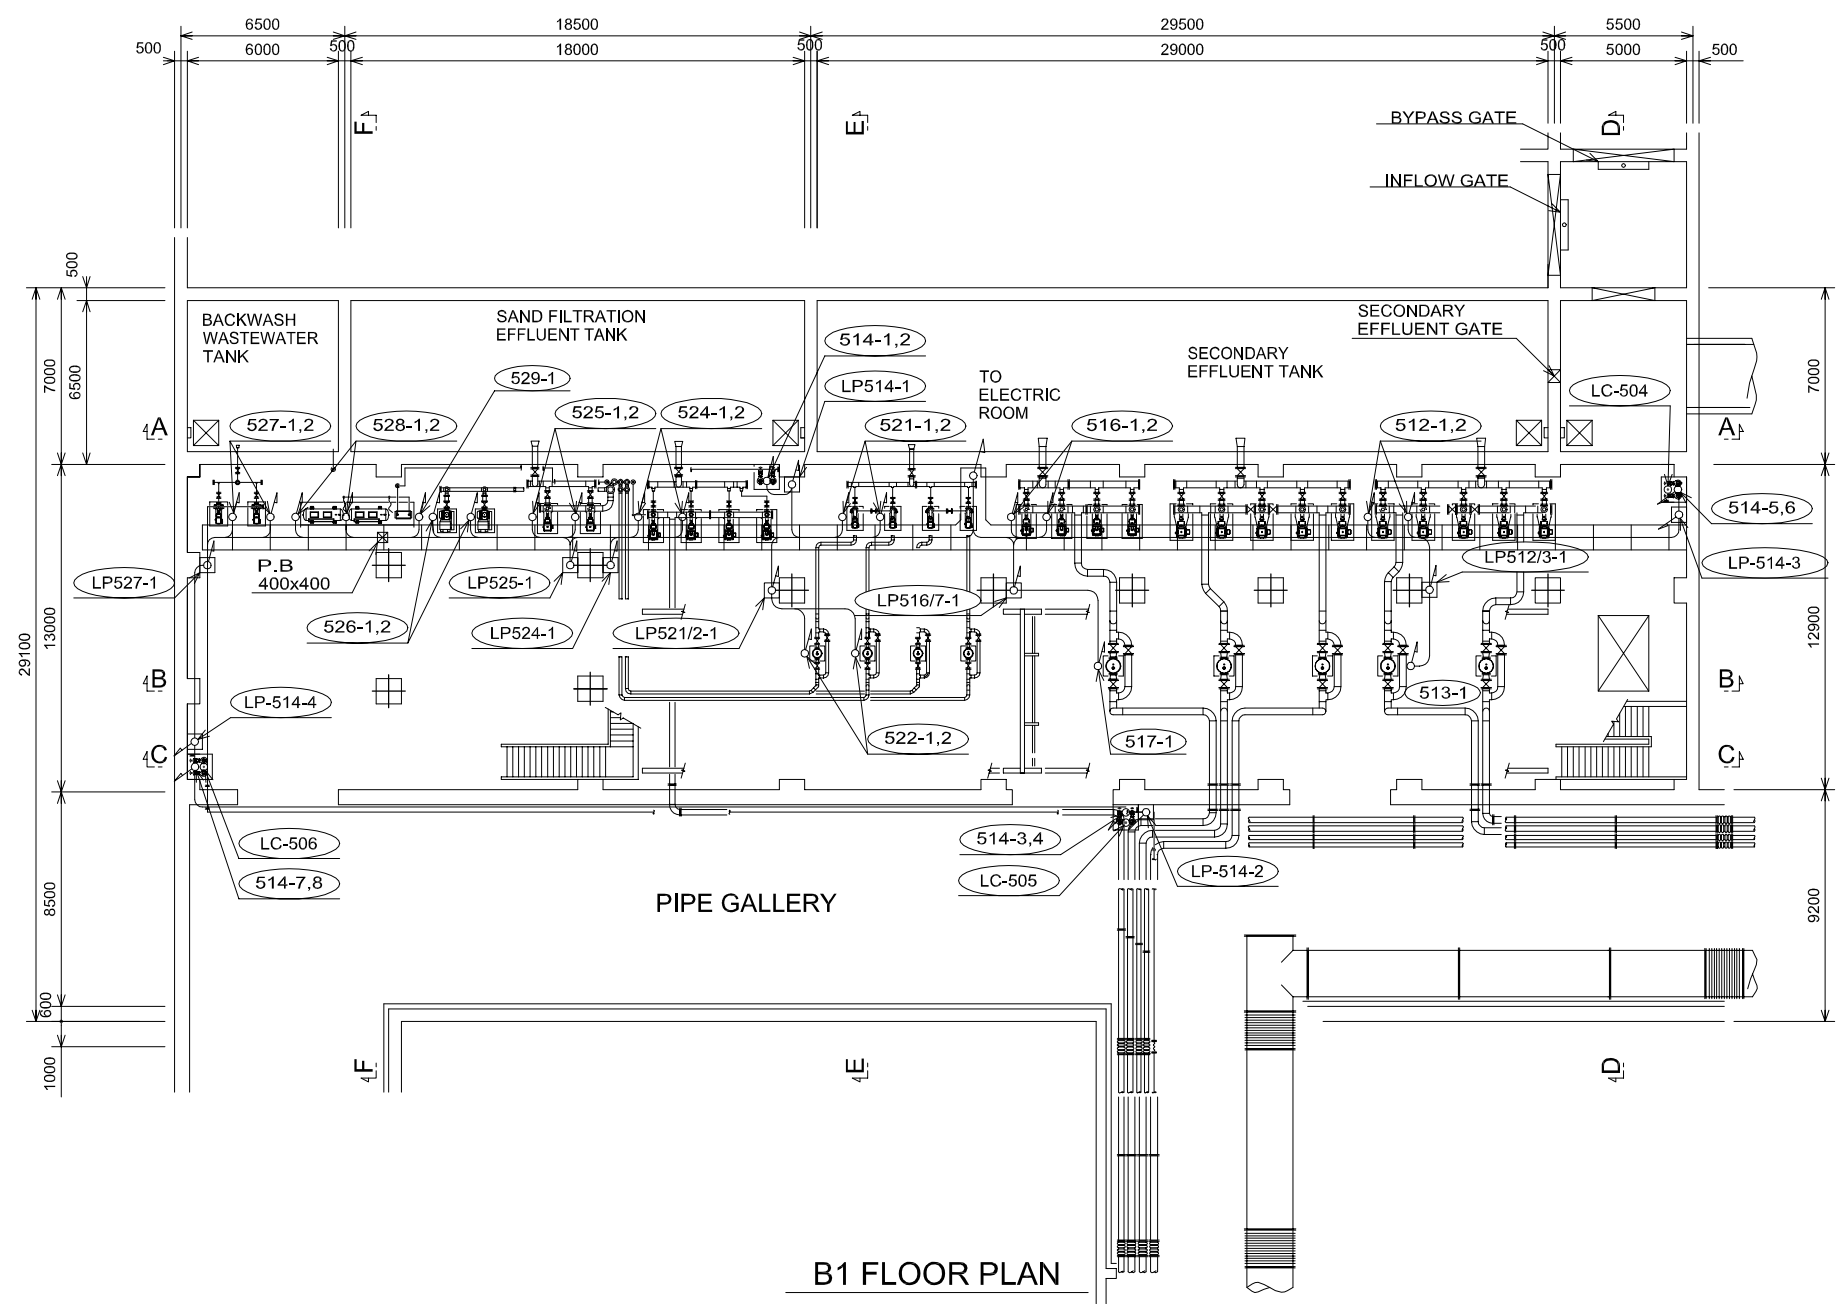 6500
18500
29500
5500
500
6000
500
18000
500
29000
500
5000
500
F
E
D
BYPASS GATE
INFLOW GATE
500
7000
6500
7000
BACKWASH
WASTEWATER
TANK
SAND FILTRATION
EFFLUENT TANK
SECONDARY
EFFLUENT GATE
SECONDARY
EFFLUENT TANK
514-1,2
LP514-1
TO
ELECTRIC
ROOM
529-1
LC-504
A
527-1,2
528-1,2
525-1,2
524-1,2
521-1,2
516-1,2
512-1,2
A
514-5,6
LP-514-3
LP527-1
P.B
400x400
LP525-1
LP512/3-1
526-1,2
LP524-1
LP521/2-1
LP516/7-1
29100
13000
12900
B
513-1
B
LP-514-4
522-1,2
517-1
C
C
LC-506
514-7,8
514-3,4
LC-505
LP-514-2
PIPE GALLERY
8500
9200
600
1000
F
E
D
B1 FLOOR PLAN